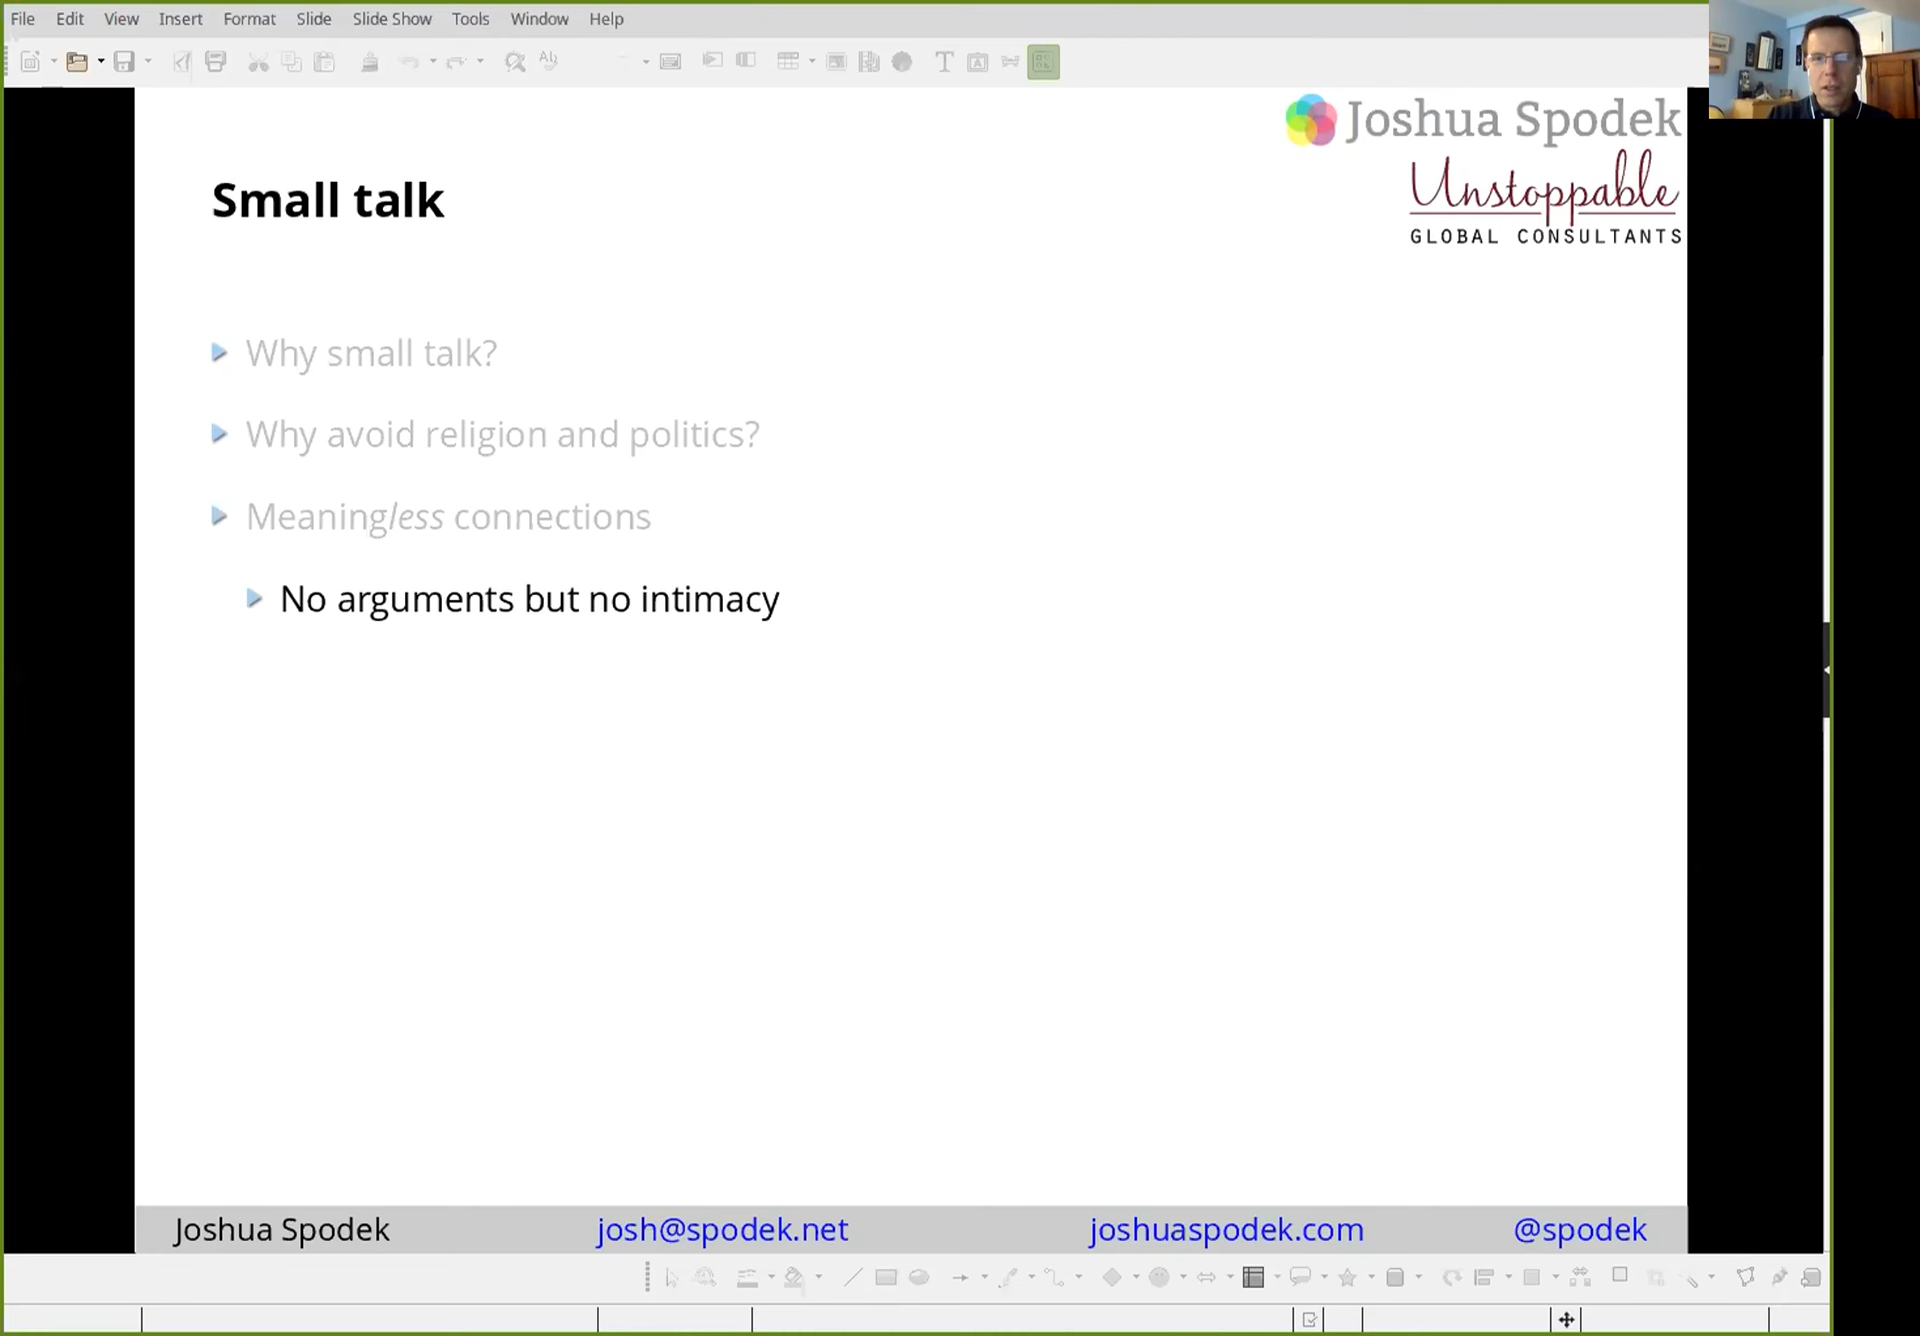 File Edit View Insert Format Slide Slide Show Tools Window Help
Joshua Spodek
Unstoppable
GLOBAL CONSULTANTS
Small talk
Why small talk?
Why avoid religion and politics?
Meaningless connections
No arguments but no intimacy
Joshua Spodek josh@spodek.net joshuaspodek.com @spodek